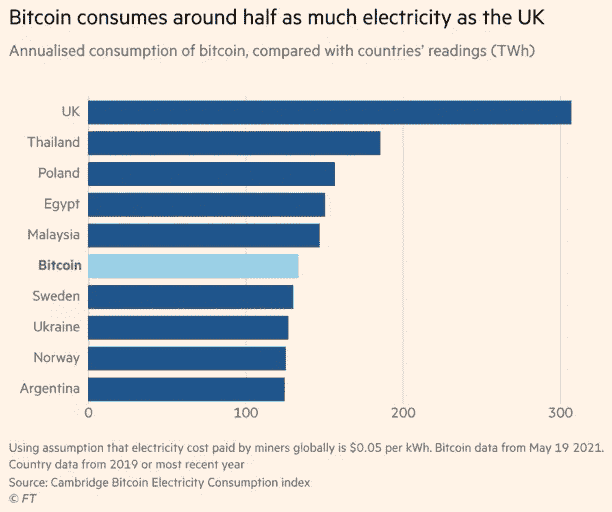 Bitcoin consumes around half as much electricity as the UK
Annualised consumption of bitcoin, compared with countries' readings (TWh)
UK
Thailand
Poland
Egypt
Malaysia
Bitcoin
Sweden
Ukraine
Norway
Argentina
0 100 200 300
Using assumption that electricity cost paid by miners globally is $0.05 per kWh. Bitcoin data from May 19 2021.
Country data from 2019 or most recent year
Source: Cambridge Bitcoin Electricity Consumption index
© FT